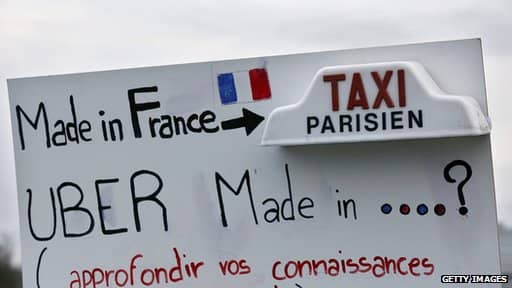 Made in France
TAXI
PARISIEN
UBER Made in ....?
( approfondir vos connaissances
GETTY IMAGES